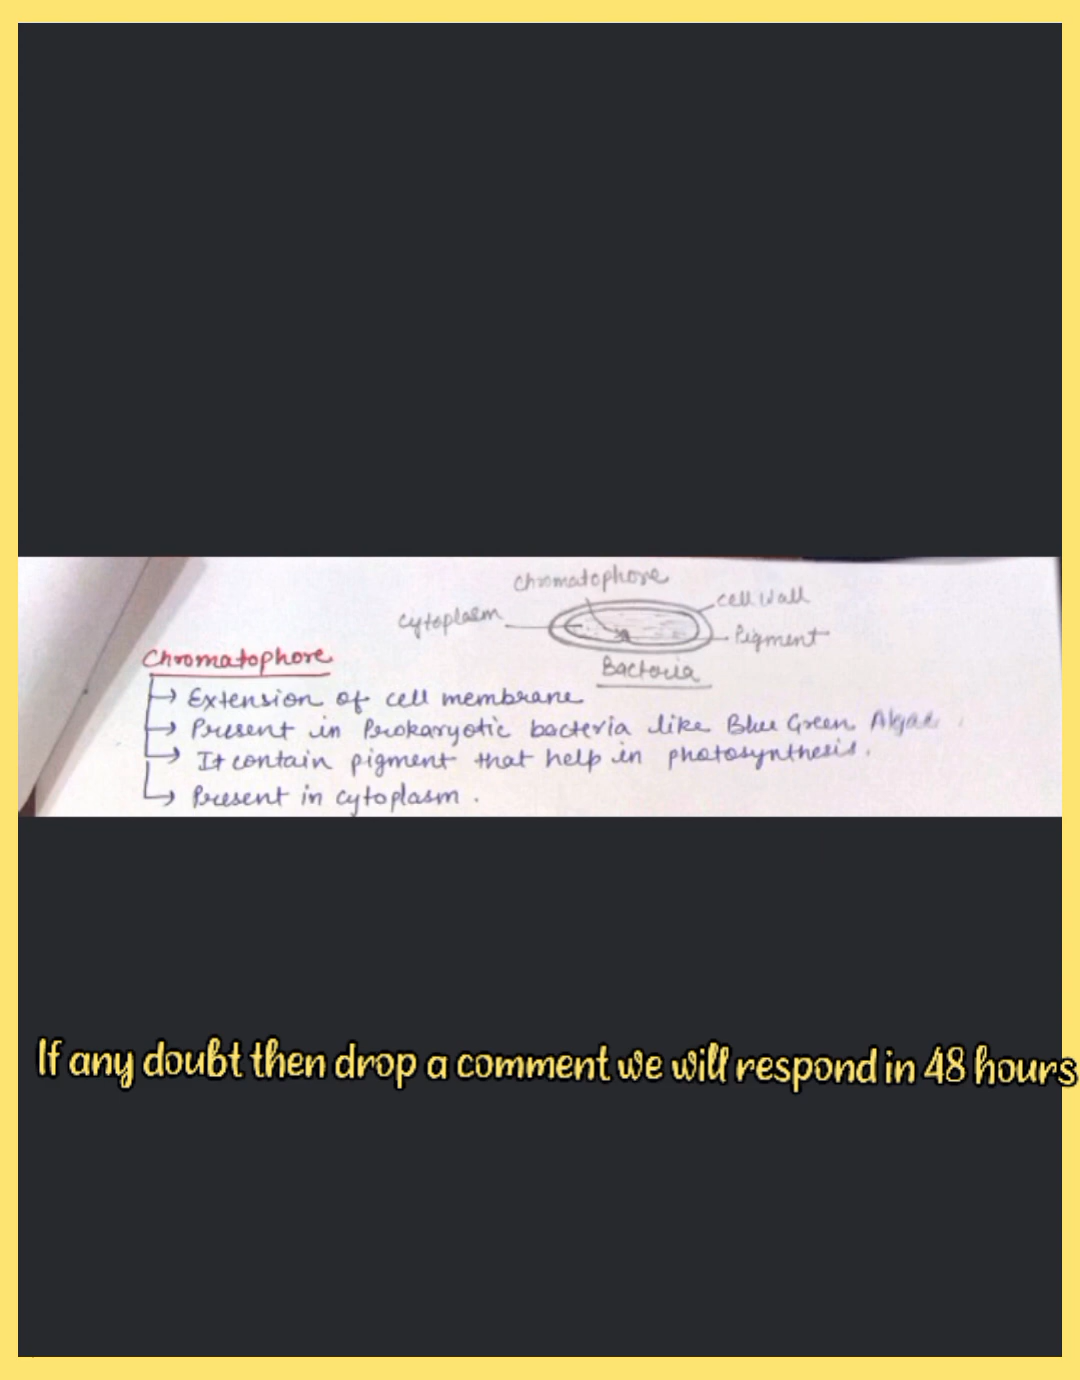 Chromatophore
cytoplasm
cell Wall
Pigment
Bacteria
Chromatophore
Extension of cell membrane
Present in Prokaryotic bacteria like Blue Green Algae
It contain pigment that help in photosynthesis.
Present in cytoplasm.
If any doubt then drop a comment we will respond in 48 hours